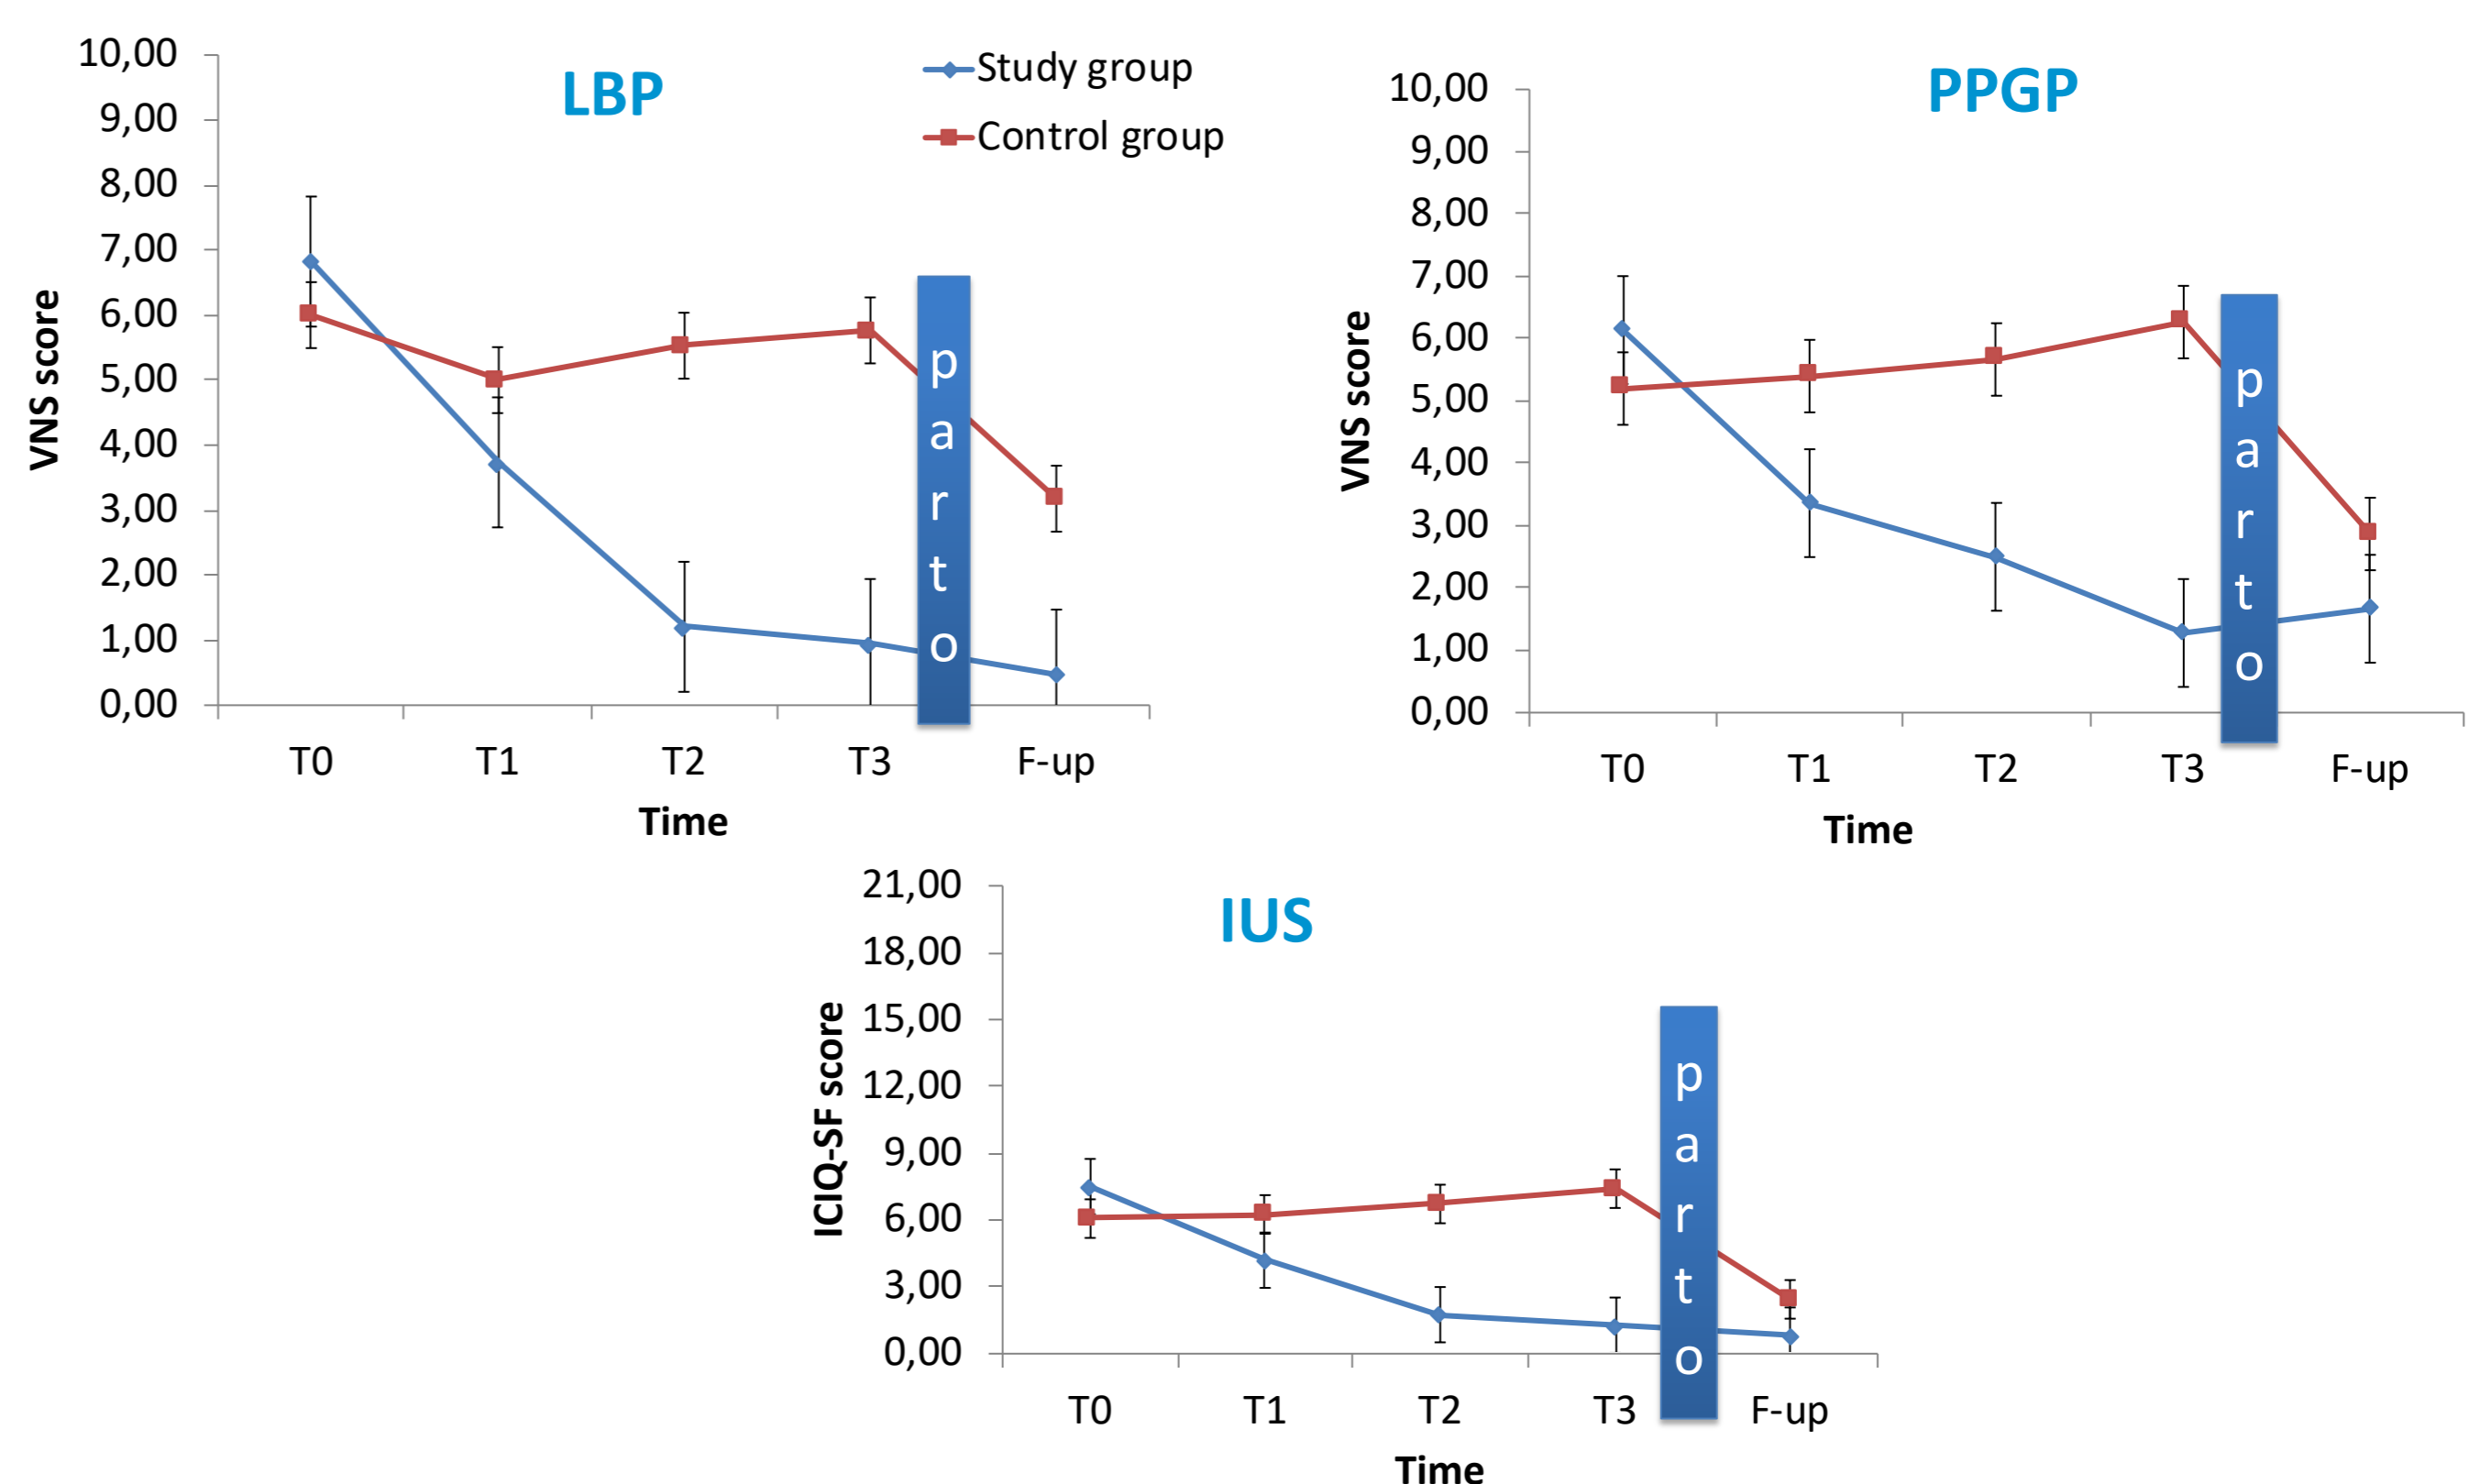 LBP
Study group
Control group
10,00
9,00
8,00
7,00
6,00
5,00
4,00
3,00
2,00
1,00
0,00
VNS score
parto
T0 T1 T2 T3 F-up
Time
PPGP
10,00
9,00
8,00
7,00
6,00
5,00
4,00
3,00
2,00
1,00
0,00
VNS score
parto
T0 T1 T2 T3 F-up
Time
IUS
21,00
18,00
15,00
12,00
9,00
6,00
3,00
0,00
ICIQ-SF score
parto
T0 T1 T2 T3 F-up
Time